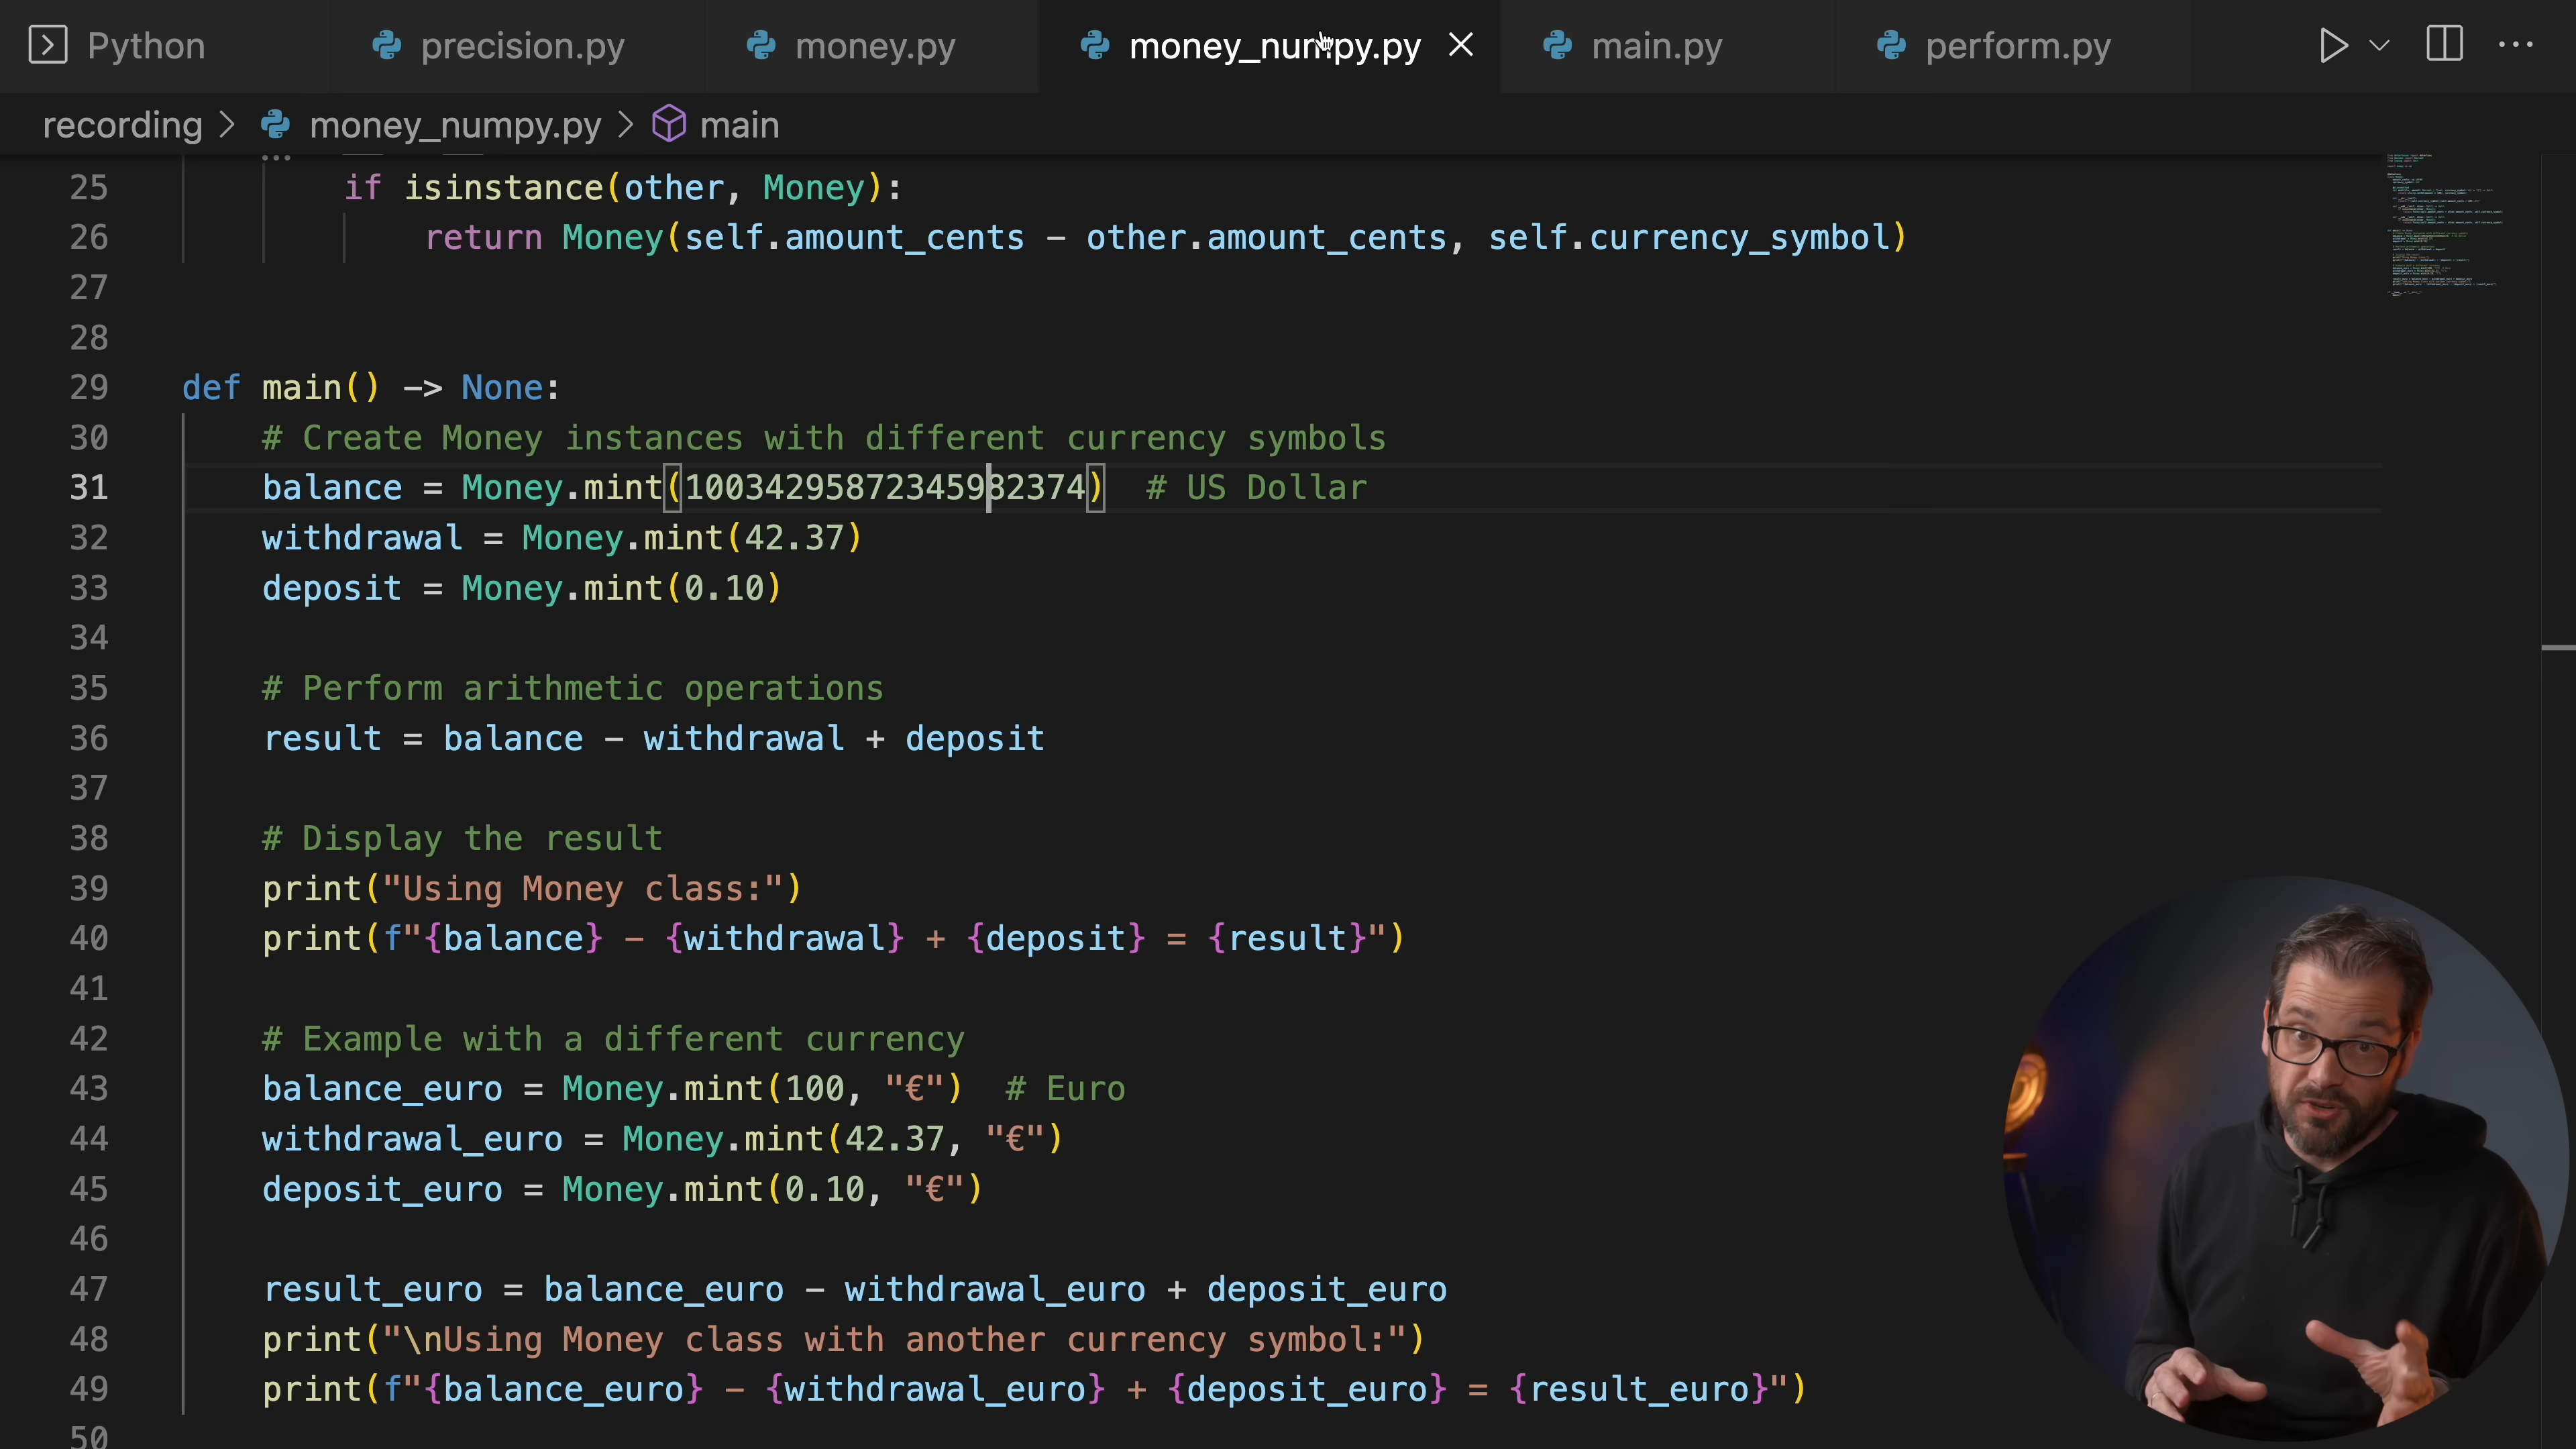 Python precision.py money.py money_numpy.py main.py perform.py
recording > money_numpy.py > main
25 if isinstance(other, Money):
26 return Money(self.amount_cents - other.amount_cents, self.currency_symbol)
27
28
29 def main() -> None:
30 # Create Money instances with different currency symbols
31 balance = Money.mint(10034295872345982374) # US Dollar
32 withdrawal = Money.mint(42.37)
33 deposit = Money.mint(0.10)
34
35 # Perform arithmetic operations
36 result = balance - withdrawal + deposit
37
38 # Display the result
39 print("Using Money class:")
40 print(f"{balance} - {withdrawal} + {deposit} = {result}")
41
42 # Example with a different currency
43 balance_euro = Money.mint(100, "€") # Euro
44 withdrawal_euro = Money.mint(42.37, "€")
45 deposit_euro = Money.mint(0.10, "€")
46
47 result_euro = balance_euro - withdrawal_euro + deposit_euro
48 print("\nUsing Money class with another currency symbol:")
49 print(f"{balance_euro} - {withdrawal_euro} + {deposit_euro} = {result_euro}")
50